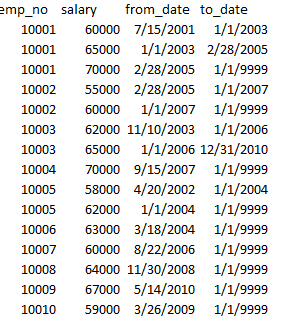 emp_no salary from_date to_date
10001 60000 7/15/2001 1/1/2003
10001 65000 1/1/2003 2/28/2005
10001 70000 2/28/2005 1/1/9999
10002 55000 2/28/2005 1/1/2007
10002 60000 1/1/2007 1/1/9999
10003 62000 11/10/2003 1/1/2006
10003 65000 1/1/2006 12/31/2010
10004 70000 9/15/2007 1/1/9999
10005 58000 4/20/2002 1/1/2004
10005 62000 1/1/2004 1/1/9999
10006 63000 3/18/2004 1/1/9999
10007 60000 8/22/2006 1/1/9999
10008 64000 11/30/2008 1/1/9999
10009 67000 5/14/2010 1/1/9999
10010 59000 3/26/2009 1/1/9999